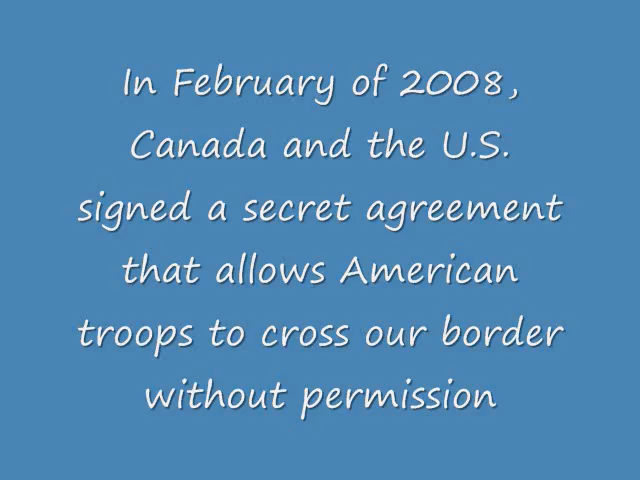 In February of 2008,
Canada and the U.S.
signed a secret agreement
that allows American
troops to cross our border
without permission